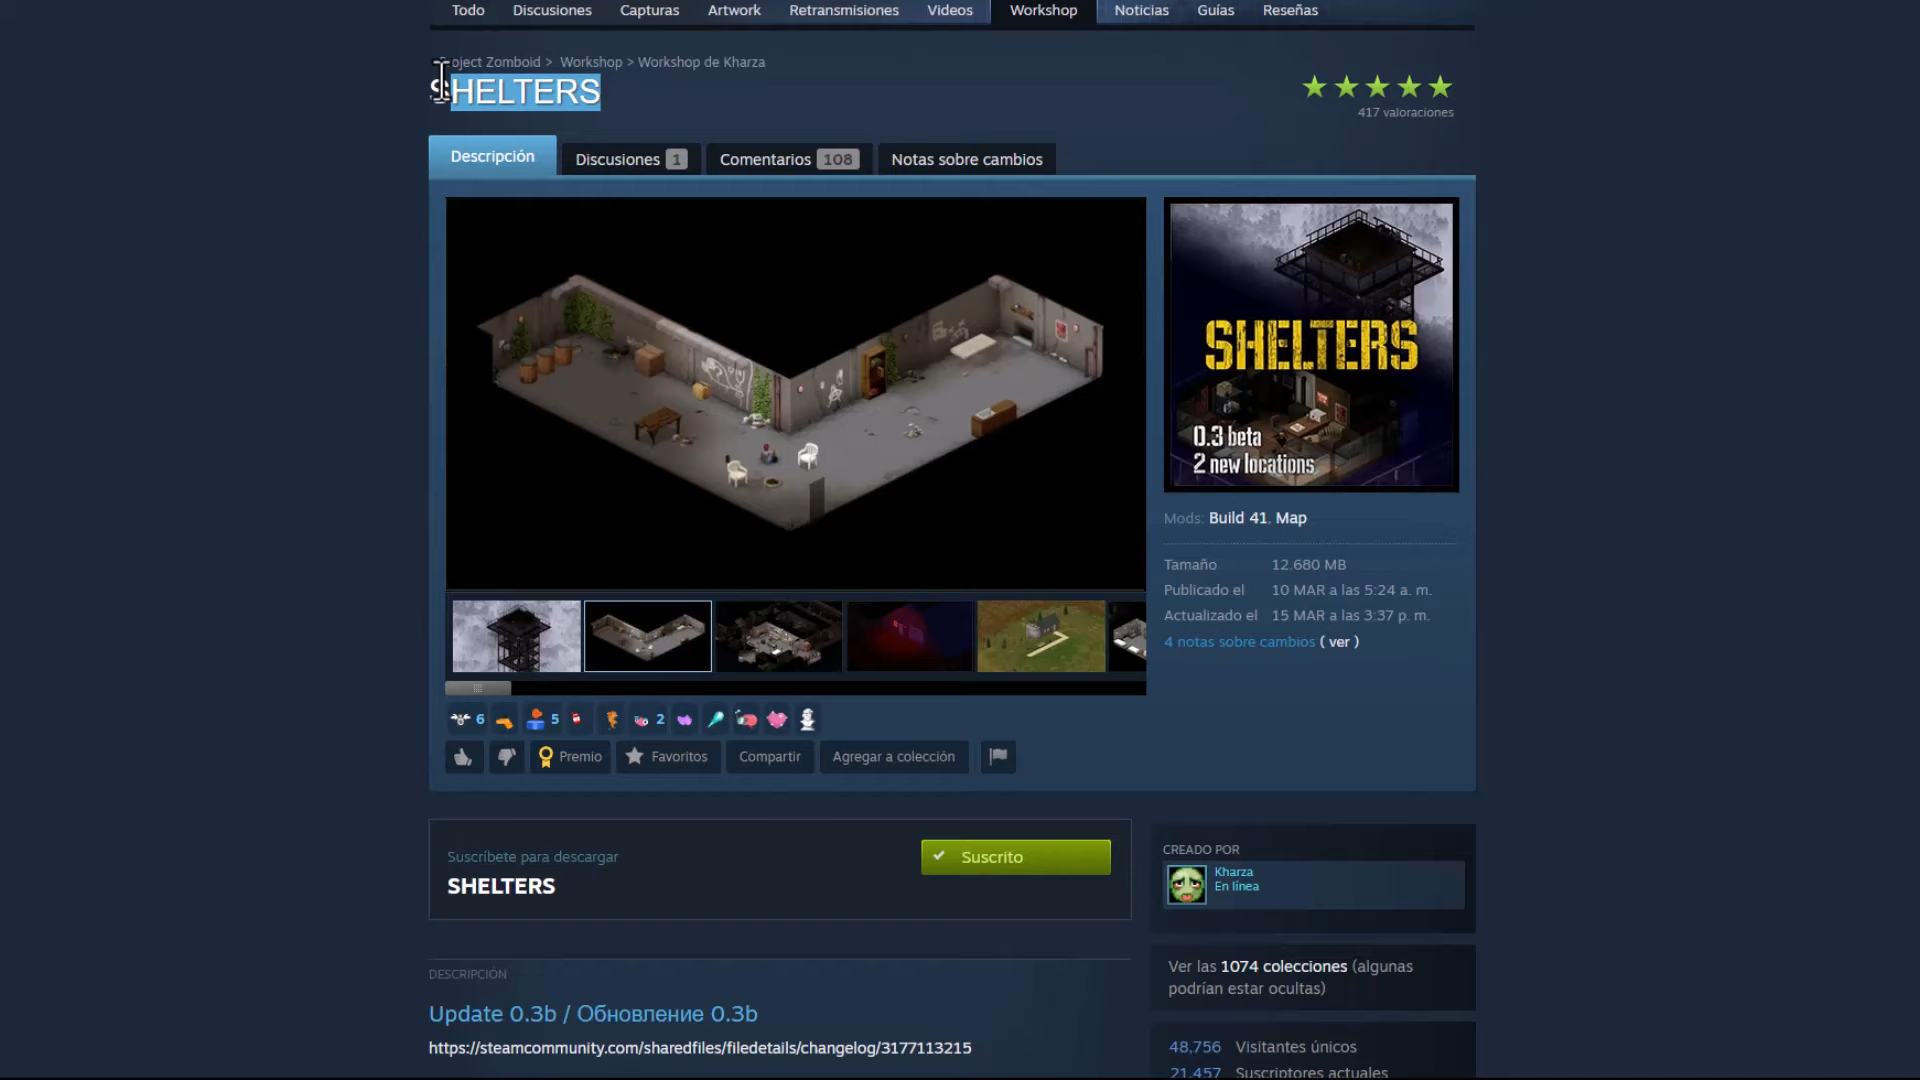 Todo Discusiones Capturas Artwork Retransmisiones Videos Workshop Noticias Guías Reseñas
oject Zomboid > Workshop > Workshop de Kharza
SHELTERS
417 valoraciones
Descripción Discusiones 1 Comentarios 108 Notas sobre cambios
SHELTERS
0.3 beta
2 new locations
Mods: Build 41, Map
Tamaño 12.680 MB
Publicado el 10 MAR a las 5:24 a. m.
Actualizado el 15 MAR a las 3:37 p. m.
4 notas sobre cambios ( ver )
6 5 2
Premio Favoritos Compartir Agregar a colección
Suscríbete para descargar
SHELTERS
Suscrito
CREADO POR
Kharza
En línea
Ver las 1074 colecciones (algunas
podrían estar ocultas)
DESCRIPCIÓN
Update 0.3b / Обновление 0.3b
https://steamcommunity.com/sharedfiles/filedetails/changelog/3177113215
48,756 Visitantes únicos
21,457 Suscriptores actuales